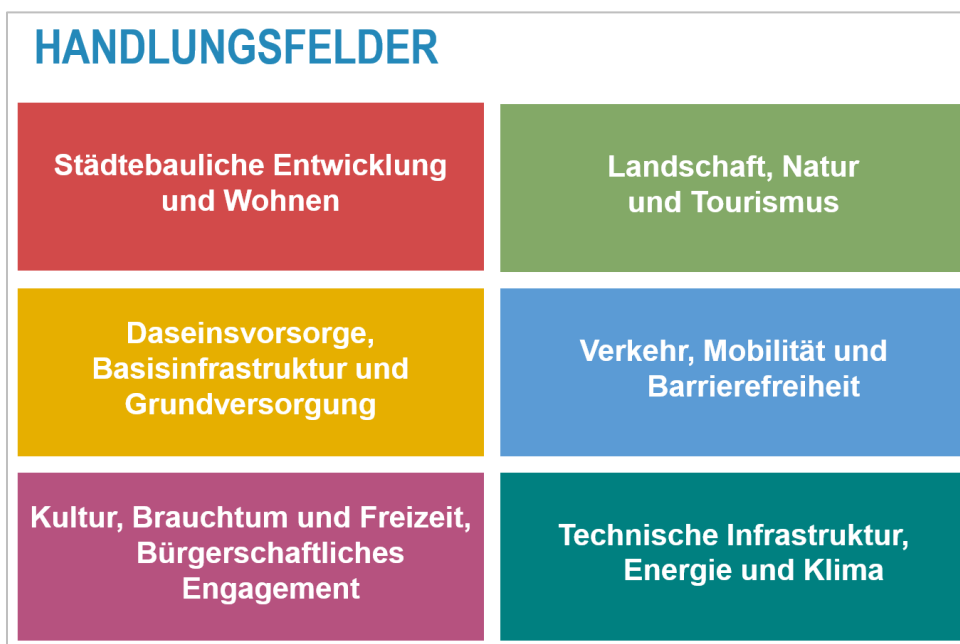 HANDLUNGSFELDER
Städtebauliche Entwicklung
und Wohnen
Landschaft, Natur
und Tourismus
Daseinsvorsorge,
Basisinfrastruktur und
Grundversorgung
Verkehr, Mobilität und
Barrierefreiheit
Kultur, Brauchtum und Freizeit,
Bürgerschaftliches
Engagement
Technische Infrastruktur,
Energie und Klima